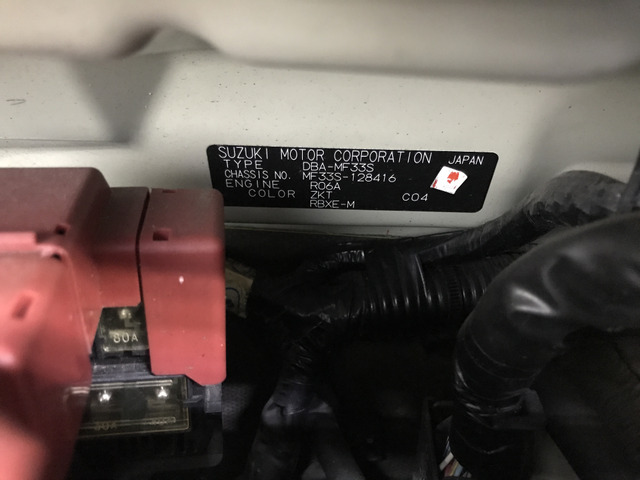 SUZUKI MOTOR CORPORATION JAPAN
TYPE DBA-MF33S
CHASSIS NO. MF33S-128416
ENGINE R06A
COLOR ZKT C04
RBXE-M
80A